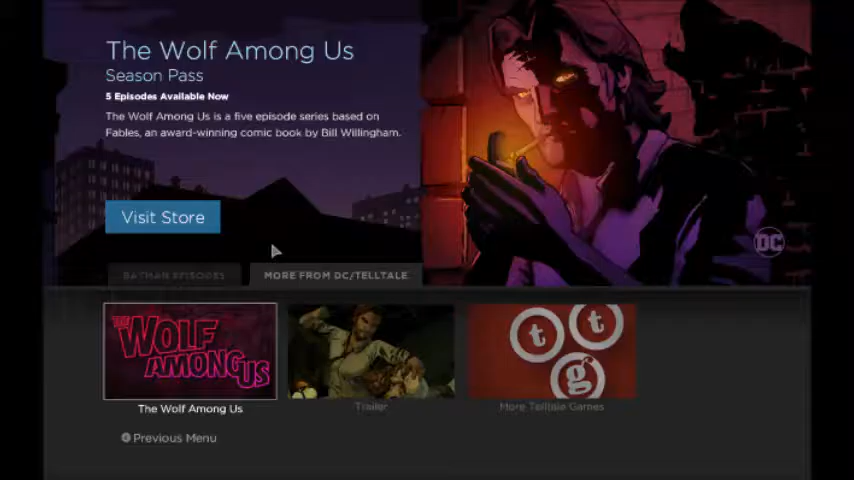 The Wolf Among Us
Season Pass
5 Episodes Available Now
The Wolf Among Us is a five episode series based on
Fables, an award-winning comic book by Bill Willingham.
Visit Store
DC
BATMAN EPISODES
MORE FROM DC/TELLTALE
THE WOLF
AMONG US
t t
g
The Wolf Among Us
Trailer
More Telltale Games
Previous Menu